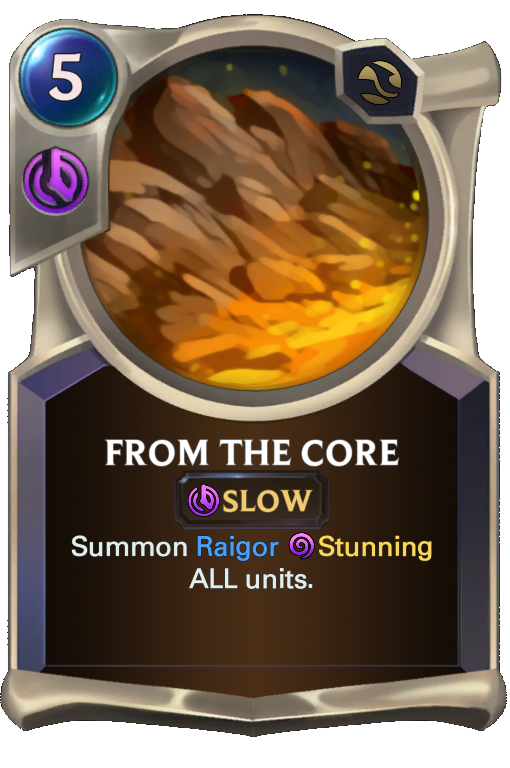 5
FROM THE CORE
SLOW
Summon Raigor Stunning
ALL units.